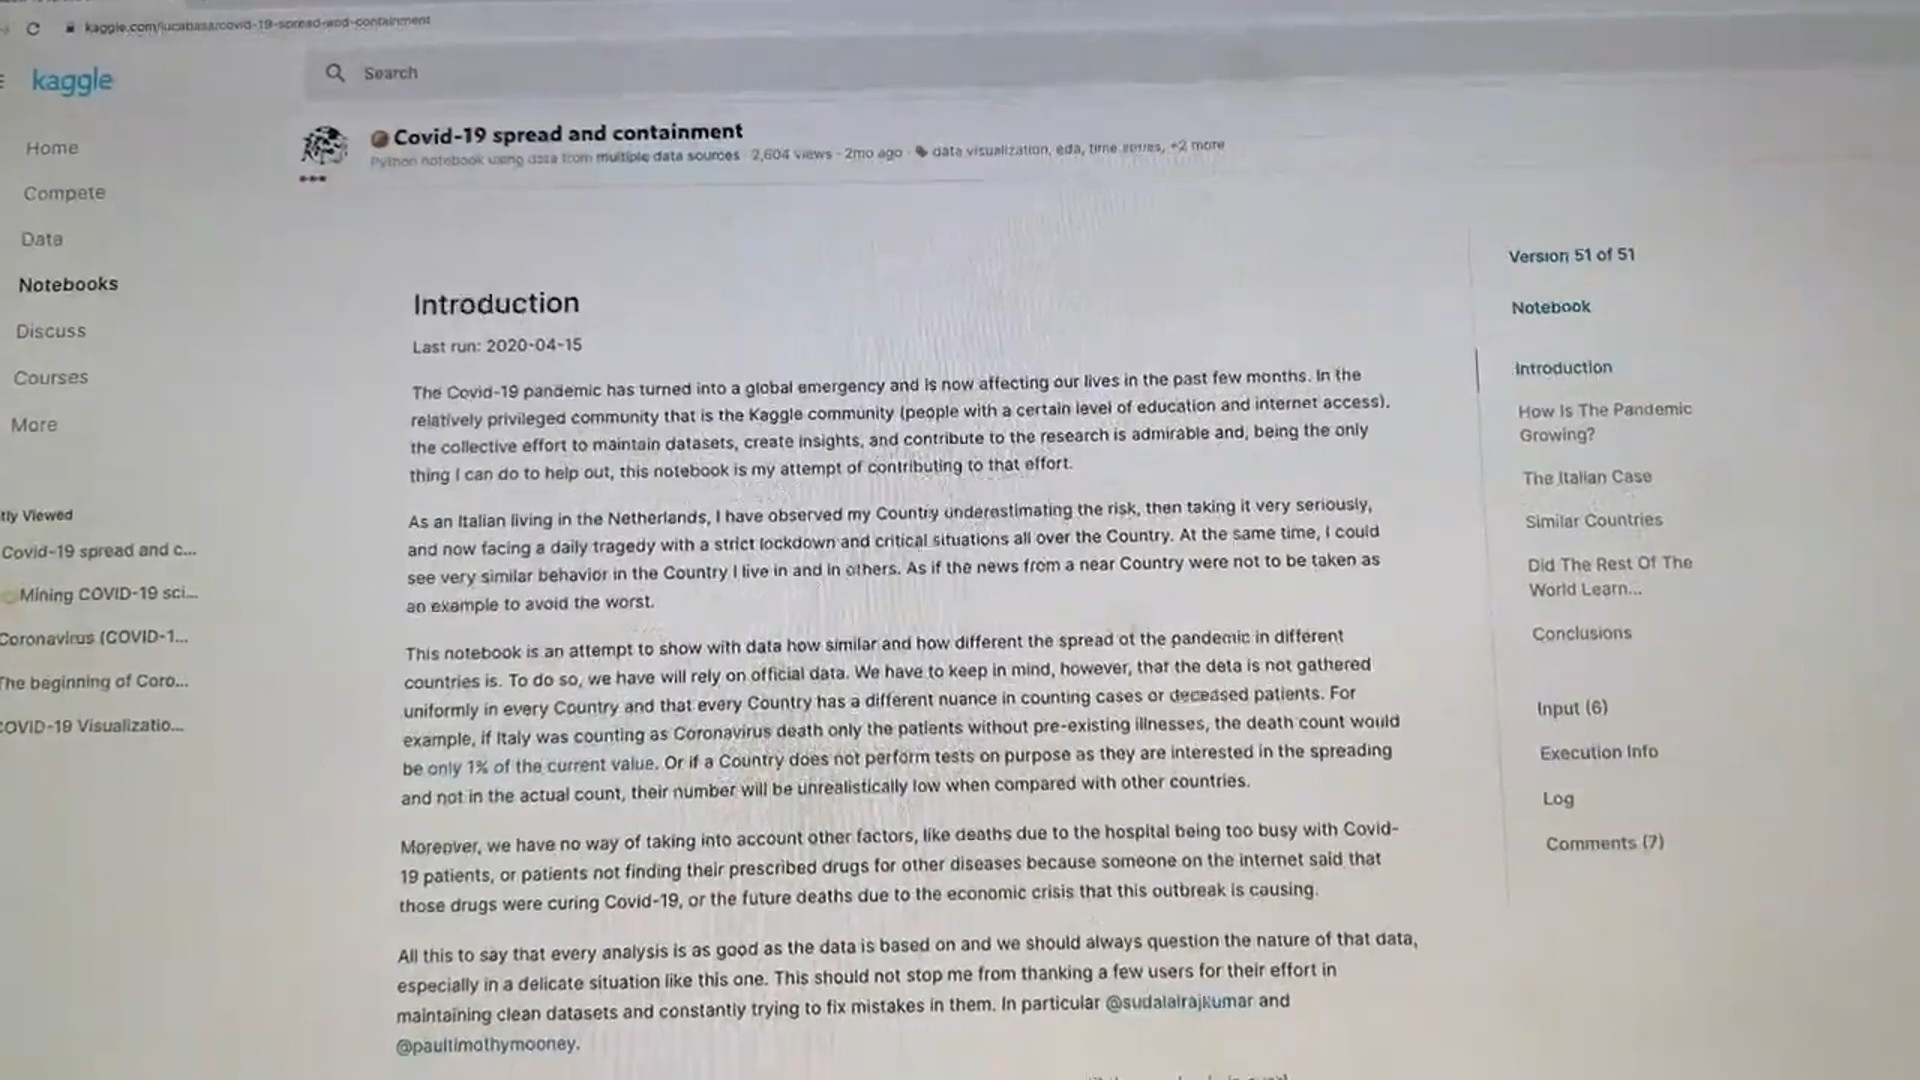 kaggle.com/lucabasa/covid-19-spread-and-containment
kaggle
Search
Home
Compete
Data
Notebooks
Discuss
Courses
More
tly Viewed
Covid-19 spread and c...
Mining COVID-19 sci...
Coronavirus (COVID-1...
The beginning of Coro...
COVID-19 Visualizatio...
Covid-19 spread and containment
Python notebook using data from multiple data sources · 2,604 views · 2mo ago · data visualization, eda, time series, +2 more
Introduction
Last run: 2020-04-15
The Covid-19 pandemic has turned into a global emergency and is now affecting our lives in the past few months. In the
relatively privileged community that is the Kaggle community (people with a certain level of education and internet access),
the collective effort to maintain datasets, create insights, and contribute to the research is admirable and, being the only
thing I can do to help out, this notebook is my attempt of contributing to that effort.
As an Italian living in the Netherlands, I have observed my Country underestimating the risk, then taking it very seriously,
and now facing a daily tragedy with a strict lockdown and critical situations all over the Country. At the same time, I could
see very similar behavior in the Country I live in and in others. As if the news from a near Country were not to be taken as
an example to avoid the worst.
This notebook is an attempt to show with data how similar and how different the spread of the pandemic in different
countries is. To do so, we have will rely on official data. We have to keep in mind, however, that the data is not gathered
uniformly in every Country and that every Country has a different nuance in counting cases or deceased patients. For
example, if Italy was counting as Coronavirus death only the patients without pre-existing illnesses, the death count would
be only 1% of the current value. Or if a Country does not perform tests on purpose as they are interested in the spreading
and not in the actual count, their number will be unrealistically low when compared with other countries.
Moreover, we have no way of taking into account other factors, like deaths due to the hospital being too busy with Covid-
19 patients, or patients not finding their prescribed drugs for other diseases because someone on the internet said that
those drugs were curing Covid-19, or the future deaths due to the economic crisis that this outbreak is causing.
All this to say that every analysis is as good as the data is based on and we should always question the nature of that data,
especially in a delicate situation like this one. This should not stop me from thanking a few users for their effort in
maintaining clean datasets and constantly trying to fix mistakes in them. In particular @sudalairajkumar and
@paultimothymooney.
Version 51 of 51
Notebook
Introduction
How Is The Pandemic
Growing?
The Italian Case
Similar Countries
Did The Rest Of The
World Learn...
Conclusions
Input (6)
Execution Info
Log
Comments (7)